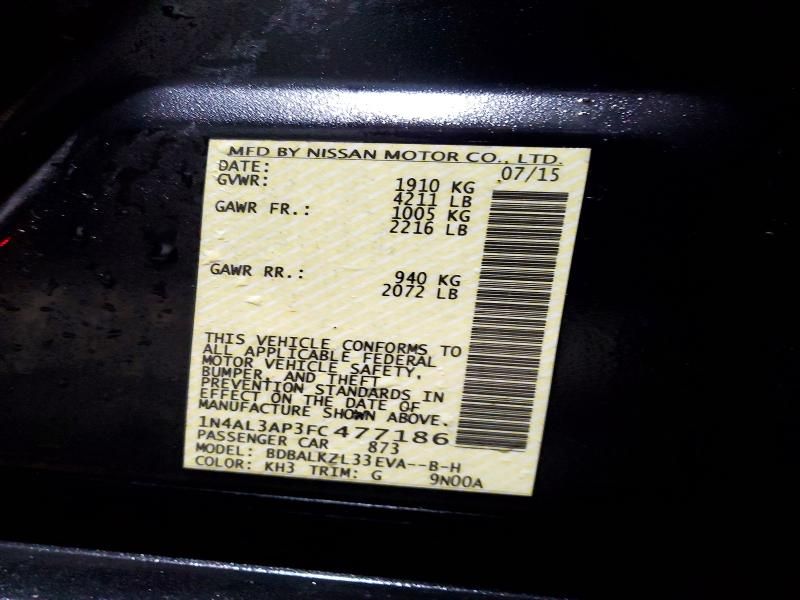 MFD BY NISSAN MOTOR CO., LTD.
DATE: 07/15
GVWR: 1910 KG
4211 LB
GAWR FR.: 1005 KG
2216 LB
GAWR RR.: 940 KG
2072 LB
THIS VEHICLE CONFORMS TO
ALL APPLICABLE FEDERAL
MOTOR VEHICLE SAFETY,
BUMPER, AND THEFT
PREVENTION STANDARDS IN
EFFECT ON THE DATE OF
MANUFACTURE SHOWN ABOVE.
1N4AL3AP3FC477186
PASSENGER CAR 873
MODEL: BDBALKZL33EVA--B-H
COLOR: KH3 TRIM: G 9N00A